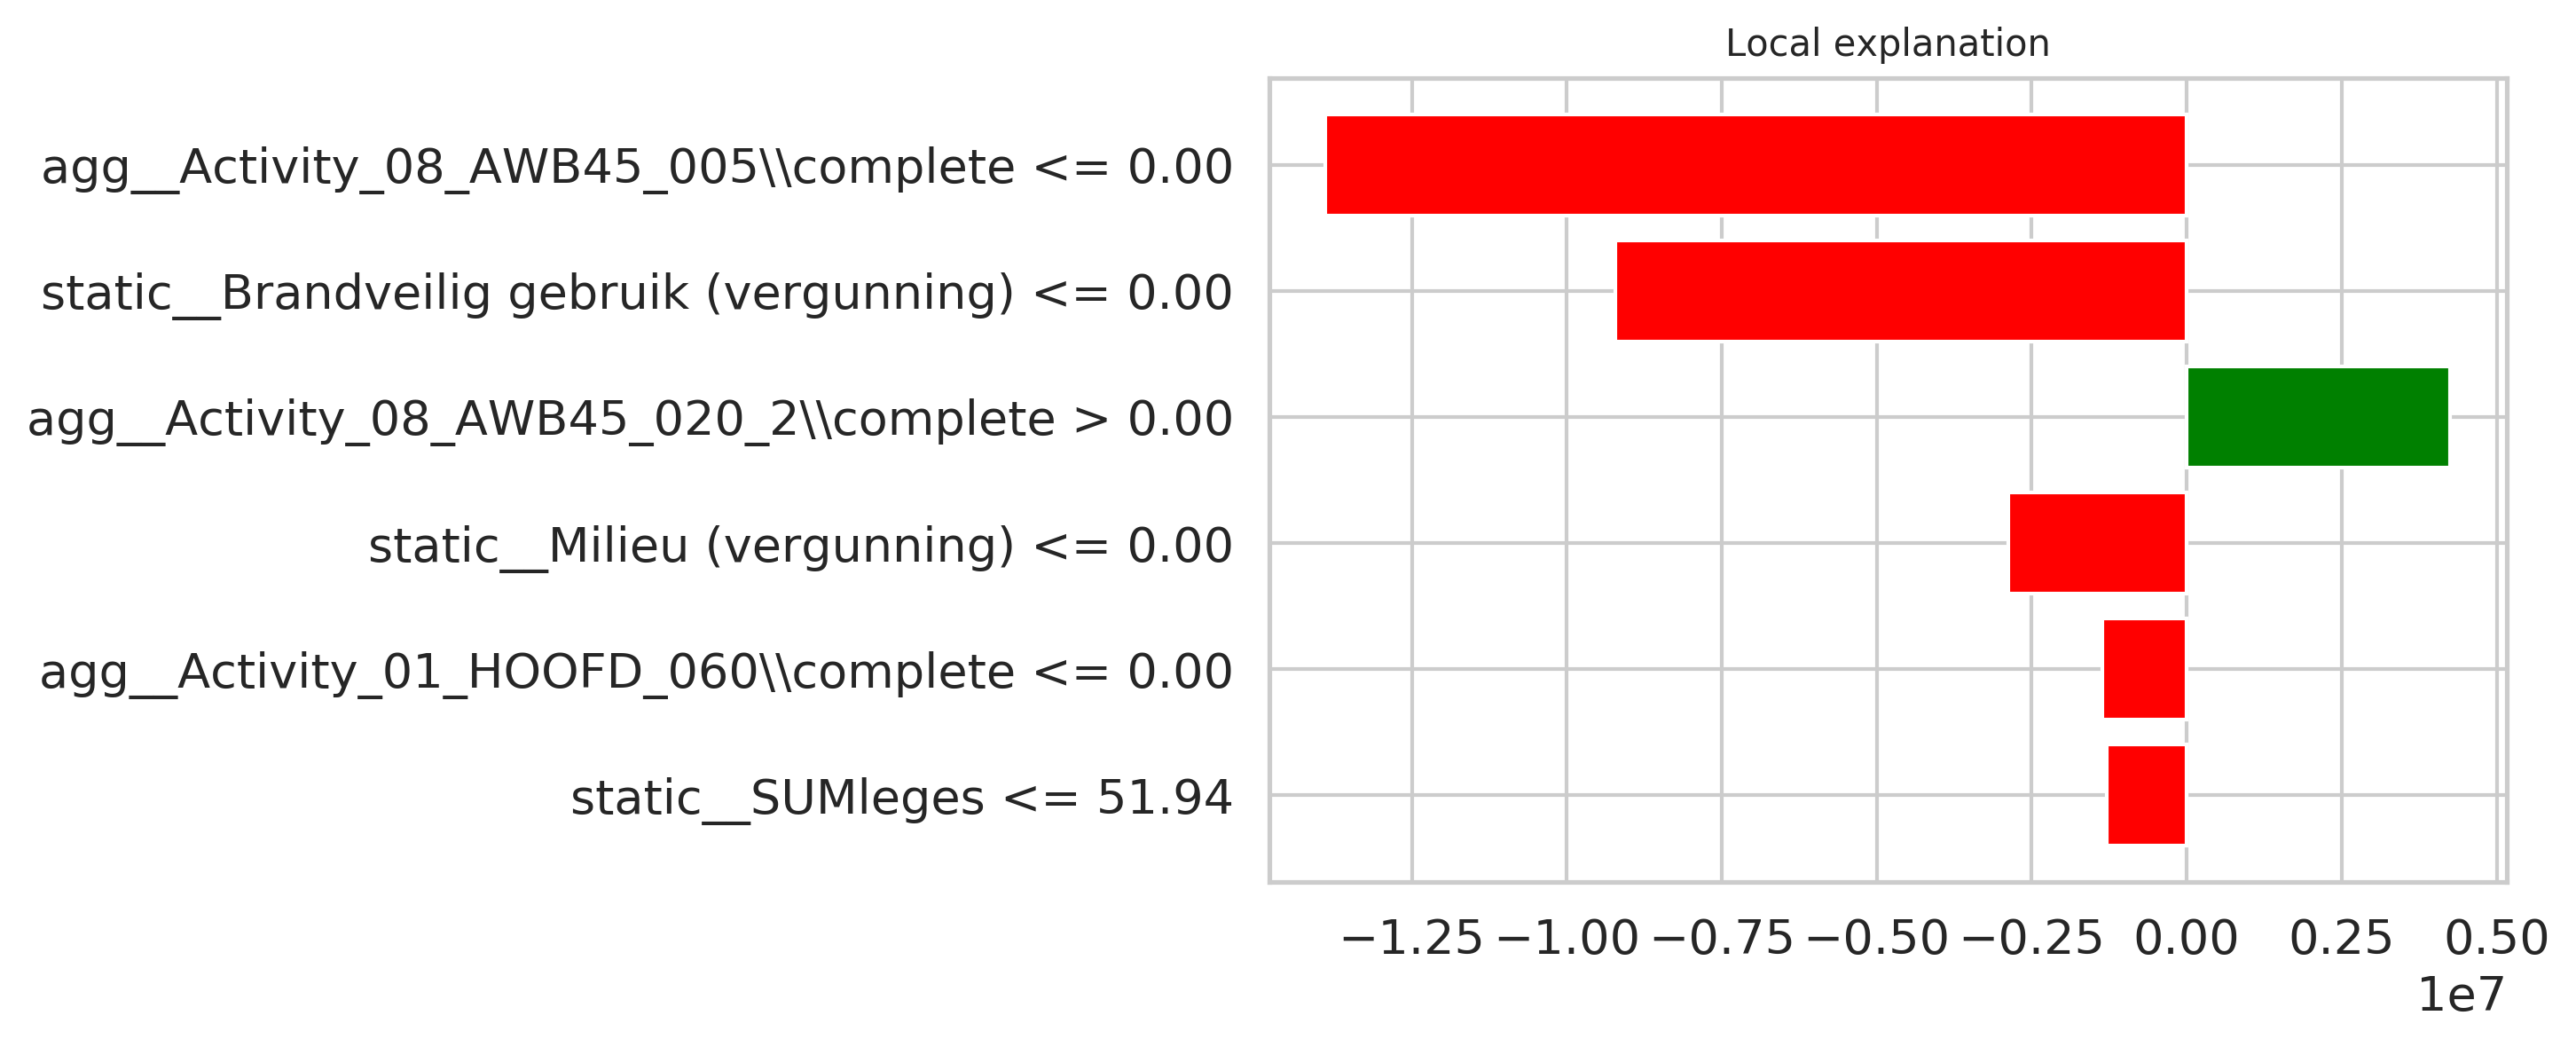 Local explanation
agg__Activity_08_AWB45_005\\complete <= 0.00
static__Brandveilig gebruik (vergunning) <= 0.00
agg__Activity_08_AWB45_020_2\\complete > 0.00
static__Milieu (vergunning) <= 0.00
agg__Activity_01_HOOFD_060\\complete <= 0.00
static__SUMleges <= 51.94
−1.25 −1.00 −0.75 −0.50 −0.25 0.00 0.25 0.50
1e7